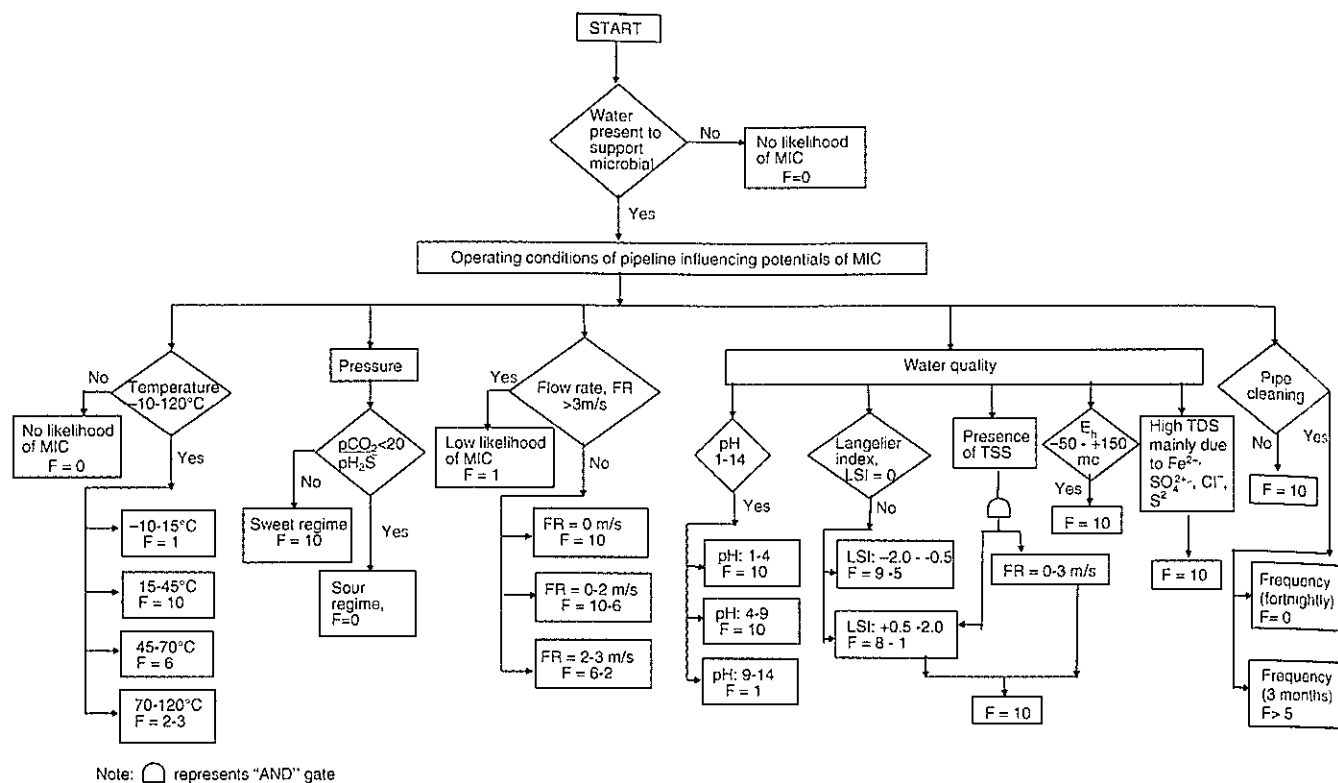 START
Water
present to
support
microbial
No
No likelihood
of MIC
F=0
Yes
Operating conditions of pipeline influencing potentials of MIC
No
Temperature
–10-120°C
No likelihood
of MIC
F = 0
Yes
–10-15°C
F = 1
15-45°C
F = 10
45-70°C
F = 6
70-120°C
F = 2-3
Pressure
pCO₂<20
pH₂S
No
Sweet regime
F = 10
Yes
Sour
regime,
F=0
Yes
Flow rate, FR
>3m/s
Low likelihood
of MIC
F = 1
No
FR = 0 m/s
F = 10
FR = 0-2 m/s
F = 10-6
FR = 2-3 m/s
F = 6-2
Water quality
pH
1-14
Yes
pH: 1-4
F = 10
pH: 4-9
F = 10
pH: 9-14
F = 1
Langelier
index,
LSI = 0
No
LSI: –2.0 - -0.5
F = 9 -5
LSI: +0.5 -2.0
F = 8 - 1
Presence
of TSS
FR = 0-3 m/s
F = 10
Eₕ
–50 - +150
mc
Yes
F = 10
High TDS
mainly due
to Fe²⁺,
SO₄²⁺-, Cl⁻,
S²⁻
F = 10
Pipe
cleaning
No
F = 10
Yes
Frequency
(fortnightly)
F= 0
Frequency
(3 months)
F> 5
Note: represents “AND” gate